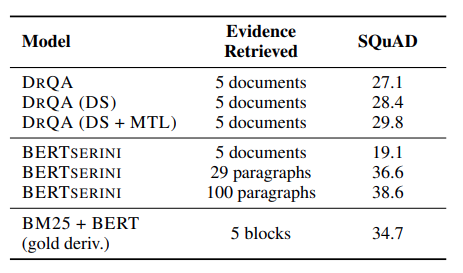 Model Evidence Retrieved SQuAD
DRQA 5 documents 27.1
DRQA (DS) 5 documents 28.4
DRQA (DS + MTL) 5 documents 29.8
BERTSERINI 5 documents 19.1
BERTSERINI 29 paragraphs 36.6
BERTSERINI 100 paragraphs 38.6
BM25 + BERT
(gold deriv.) 5 blocks 34.7